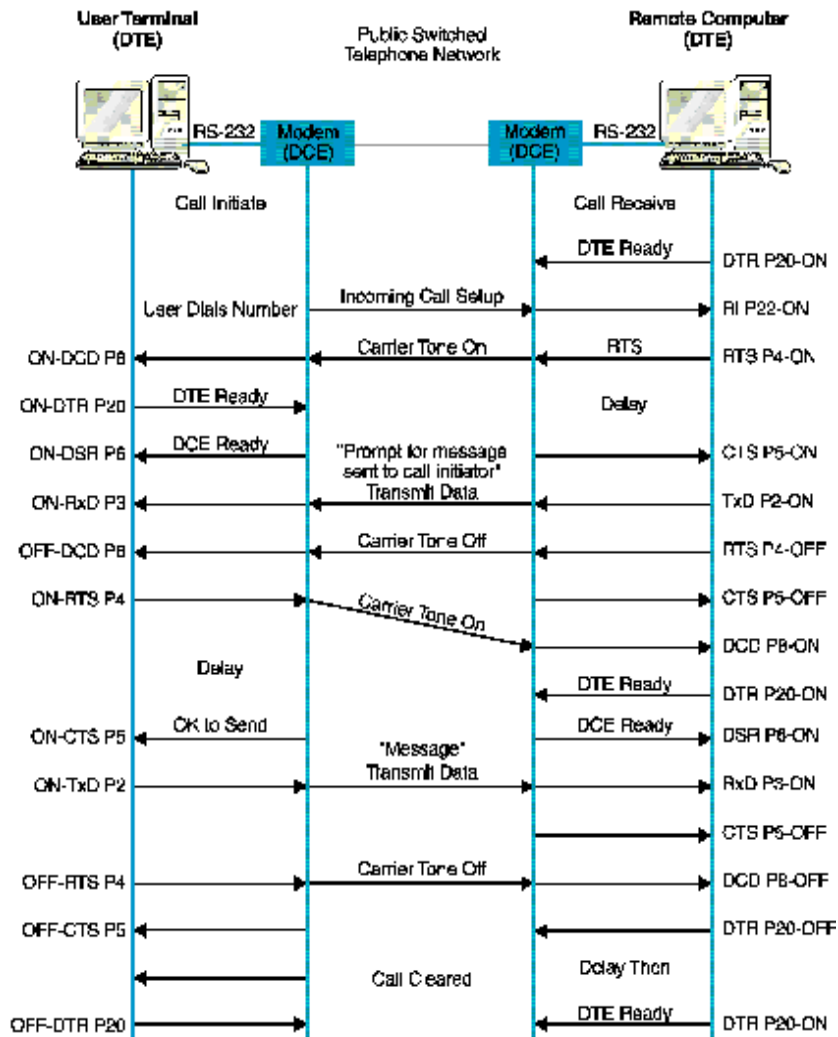 User Terminal
(DTE)
Public Switched
Telephone Network
Remote Computer
(DTE)
RS-232
Modem
(DCE)
Modem
(DCE)
RS-232
Call Initiate
Call Receive
DTE Ready
DTR P20-ON
User Dials Number
Incoming Call Setup
RI P22-ON
ON-DCD P8
Carrier Tone On
RTS
RTS P4-ON
ON-DTR P20
DTE Ready
Delay
ON-DSR P6
DCE Ready
"Prompt for message
sent to call initiator"
CTS P5-ON
ON-RxD P3
Transmit Data
TxD P2-ON
OFF-DCD P8
Carrier Tone Off
RTS P4-OFF
ON-RTS P4
Carrier Tone On
CTS P5-OFF
DCD P8-ON
Delay
DTE Ready
DTR P20-ON
ON-CTS P5
OK to Send
DCE Ready
DSR P6-ON
"Message"
ON-TxD P2
Transmit Data
RxD P3-ON
CTS P5-OFF
OFF-RTS P4
Carrier Tone Off
DCD P8-OFF
OFF-CTS P5
DTR P20-OFF
Call Cleared
Delay Then
OFF-DTR P20
DTE Ready
DTR P20-ON